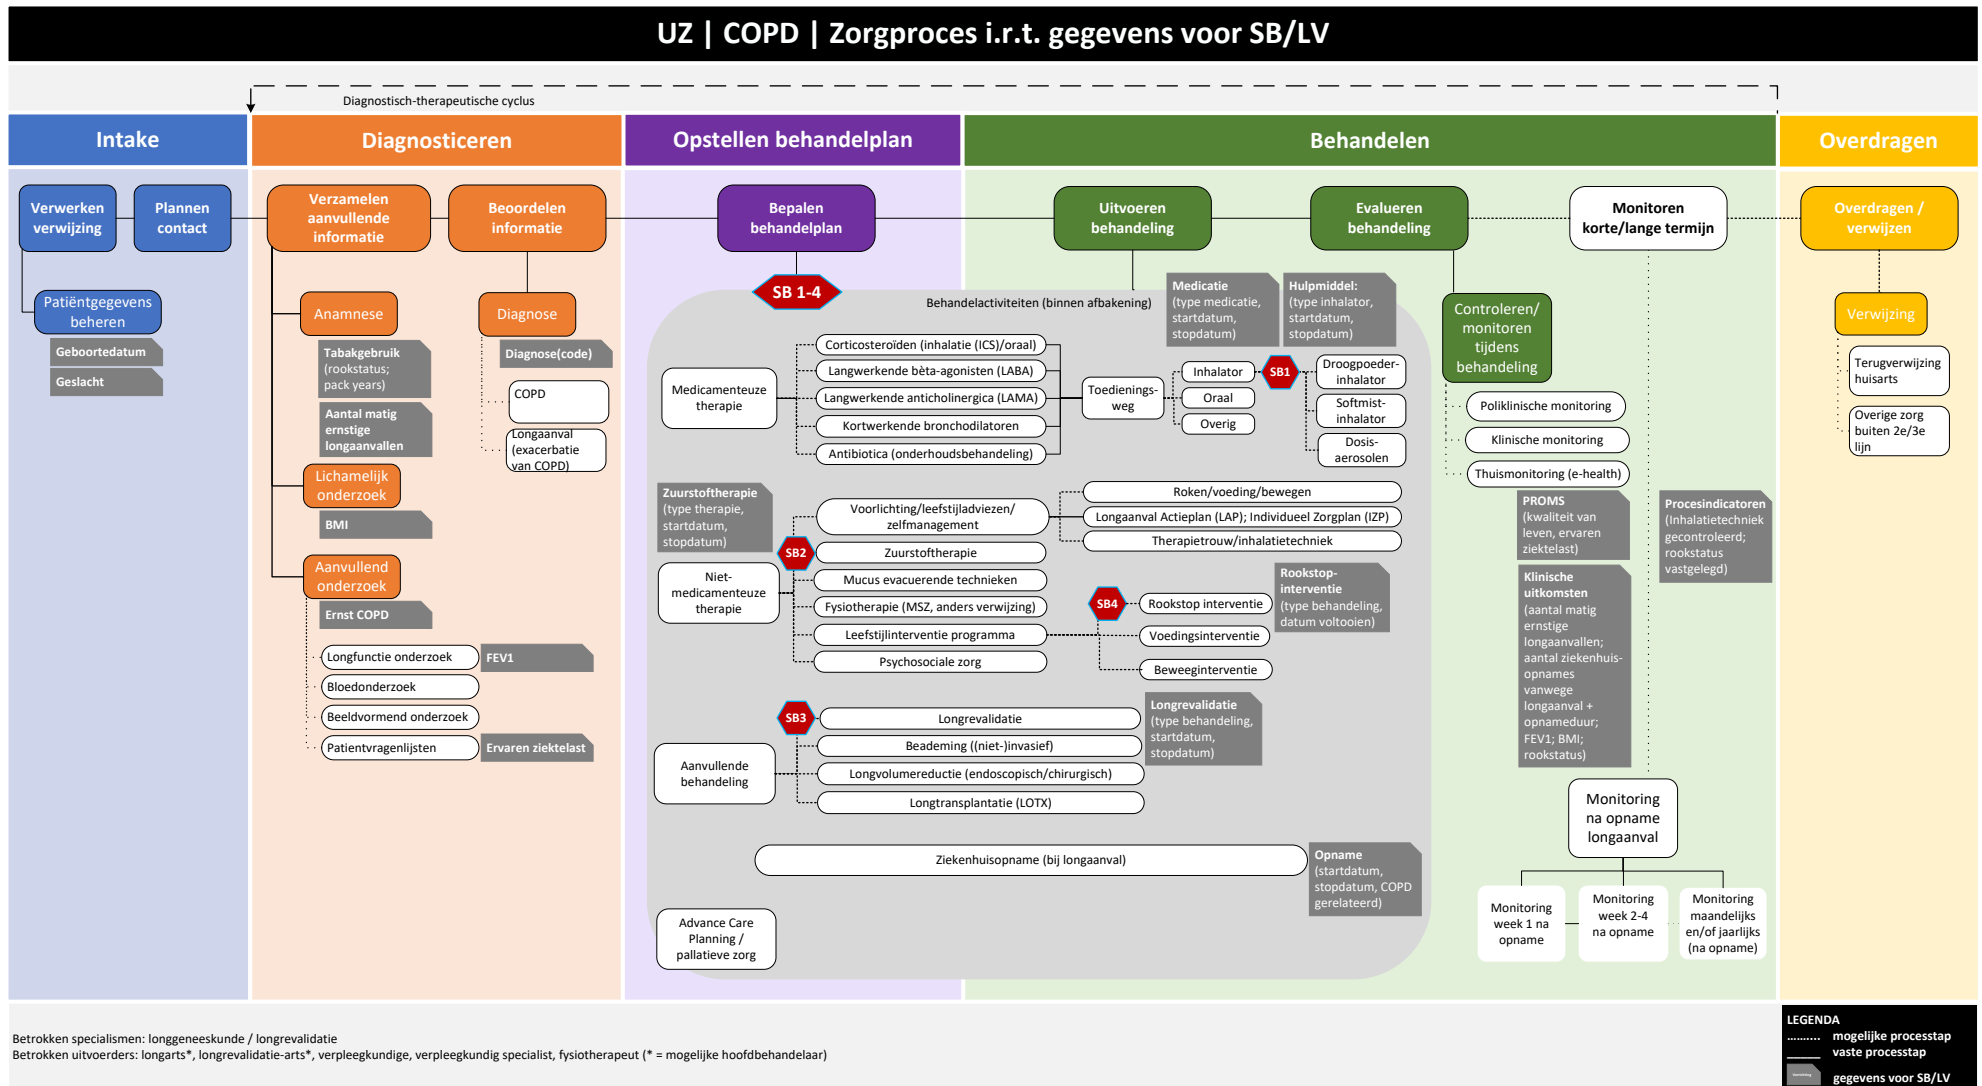 UZ | COPD | Zorgproces i.r.t. gegevens voor SB/LV
Diagnostisch-therapeutische cyclus
Intake
Diagnosticeren
Opstellen behandelplan
Behandelen
Overdragen
Verwerken
verwijzing
Plannen
contact
Verzamelen
aanvullende
informatie
Beoordelen
informatie
Bepalen
behandelplan
Uitvoeren
behandeling
Evalueren
behandeling
Monitoren
korte/lange termijn
Overdragen /
verwijzen
Patiëntgegevens
beheren
Geboortedatum
Geslacht
Anamnese
Tabakgebruik
(rookstatus;
pack years)
Aantal matig
ernstige
longaanvallen
Lichamelijk
onderzoek
BMI
Aanvullend
onderzoek
Ernst COPD
Longfunctie onderzoek
FEV1
Bloedonderzoek
Beeldvormend onderzoek
Patientvragenlijsten
Ervaren ziektelast
Diagnose
Diagnose(code)
COPD
Longaanval
(exacerbatie
van COPD)
SB 1-4
Behandelactiviteiten (binnen afbakening)
Medicatie
(type medicatie,
startdatum,
stopdatum)
Hulpmiddel:
(type inhalator,
startdatum,
stopdatum)
Medicamenteuze
therapie
Corticosteroïden (inhalatie (ICS)/oraal)
Langwerkende bèta-agonisten (LABA)
Langwerkende anticholinergica (LAMA)
Kortwerkende bronchodilatoren
Antibiotica (onderhoudsbehandeling)
Toedienings-
weg
Inhalator
Oraal
Overig
SB1
Droogpoeder-
inhalator
Softmist-
inhalator
Dosis-
aerosolen
Zuurstoftherapie
(type therapie,
startdatum,
stopdatum)
SB2
Niet-
medicamenteuze
therapie
Voorlichting/leefstijladviezen/
zelfmanagement
Zuurstoftherapie
Mucus evacuerende technieken
Fysiotherapie (MSZ, anders verwijzing)
Leefstijlinterventie programma
Psychosociale zorg
Roken/voeding/bewegen
Longaanval Actieplan (LAP); Individueel Zorgplan (IZP)
Therapietrouw/inhalatietechniek
SB4
Rookstop interventie
Voedingsinterventie
Beweeginterventie
Rookstop-
interventie
(type behandeling,
datum voltooien)
SB3
Aanvullende
behandeling
Longrevalidatie
Beademing ((niet-)invasief)
Longvolumereductie (endoscopisch/chirurgisch)
Longtransplantatie (LOTX)
Longrevalidatie
(type behandeling,
startdatum,
stopdatum)
Ziekenhuisopname (bij longaanval)
Opname
(startdatum,
stopdatum, COPD
gerelateerd)
Advance Care
Planning /
pallatieve zorg
Controleren/
monitoren
tijdens
behandeling
Poliklinische monitoring
Klinische monitoring
Thuismonitoring (e-health)
PROMS
(kwaliteit van
leven, ervaren
ziektelast)
Klinische
uitkomsten
(aantal matig
ernstige
longaanvallen;
aantal ziekenhuis-
opnames
vanwege
longaanval +
opnameduur;
FEV1; BMI;
rookstatus)
Procesindicatoren
(Inhalatietechniek
gecontroleerd;
rookstatus
vastgelegd)
Monitoring
na opname
longaanval
Monitoring
week 1 na
opname
Monitoring
week 2-4
na opname
Monitoring
maandelijks
en/of jaarlijks
(na opname)
Verwijzing
Terugverwijzing
huisarts
Overige zorg
buiten 2e/3e
lijn
Betrokken specialismen: longgeneeskunde / longrevalidatie
Betrokken uitvoerders: longarts*, longrevalidatie-arts*, verpleegkundige, verpleegkundig specialist, fysiotherapeut (* = mogelijke hoofdbehandelaar)
LEGENDA
mogelijke processtap
vaste processtap
gegevens voor SB/LV